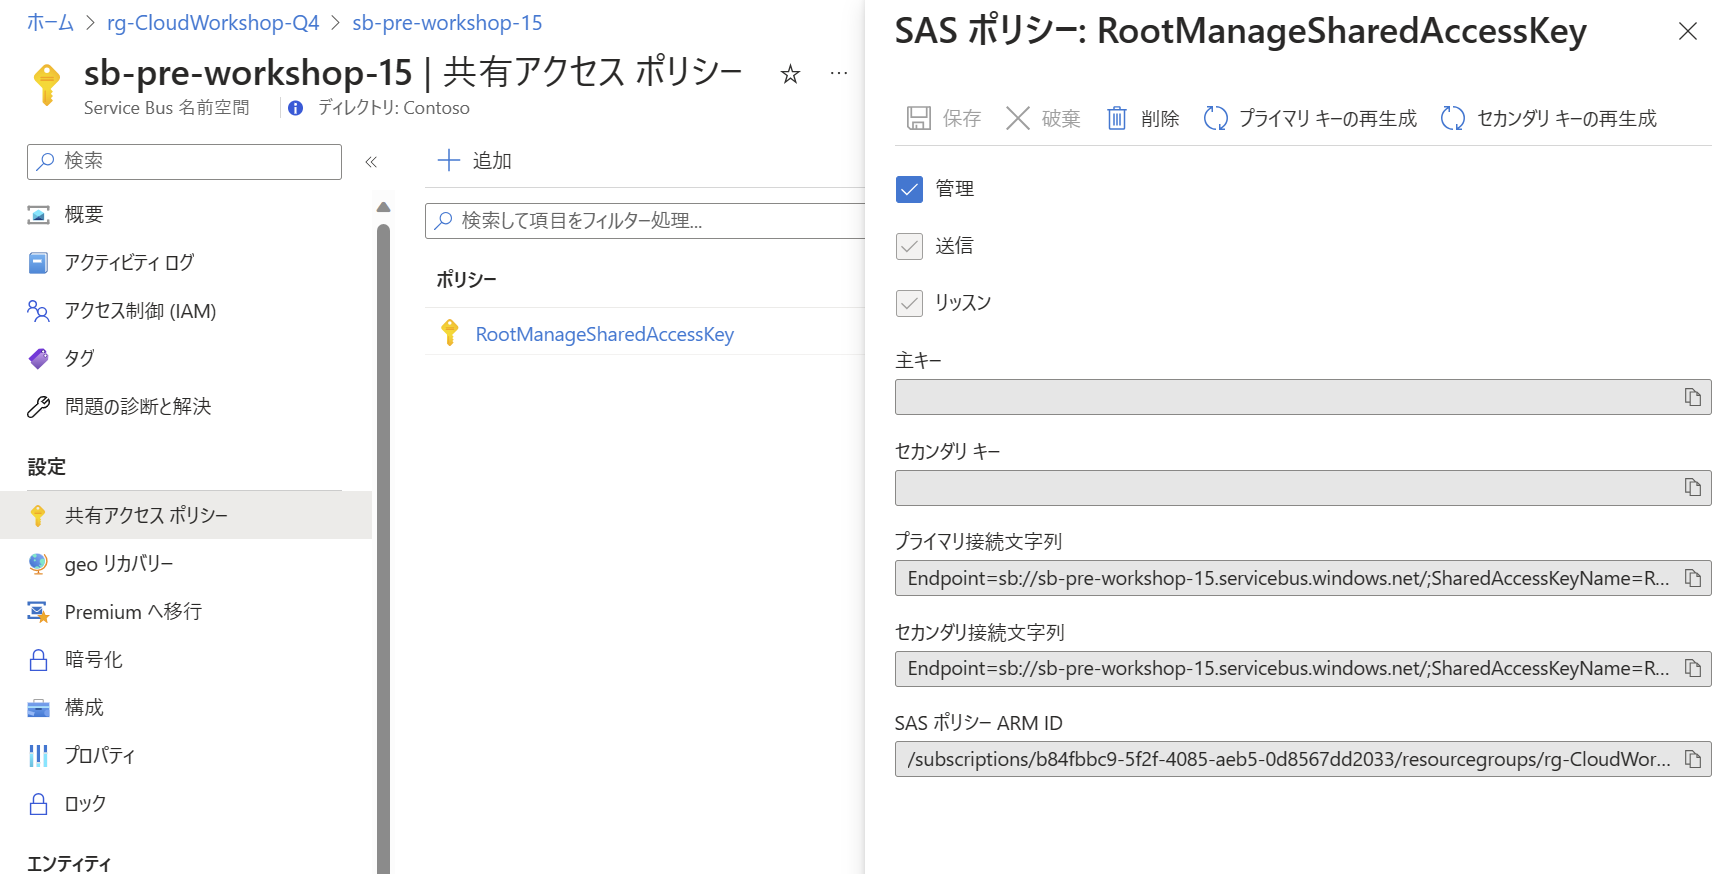 ホーム > rg-CloudWorkshop-Q4 > sb-pre-workshop-15
sb-pre-workshop-15 | 共有アクセス ポリシー
Service Bus 名前空間 ディレクトリ: Contoso
検索
概要
アクティビティ ログ
アクセス制御 (IAM)
タグ
問題の診断と解決
設定
共有アクセス ポリシー
geo リカバリー
Premium へ移行
暗号化
構成
プロパティ
ロック
エンティティ
追加
検索して項目をフィルター処理...
ポリシー
RootManageSharedAccessKey
SAS ポリシー: RootManageSharedAccessKey
保存 破棄 削除 プライマリ キーの再生成 セカンダリ キーの再生成
管理
送信
リッスン
主キー
セカンダリ キー
プライマリ接続文字列
Endpoint=sb://sb-pre-workshop-15.servicebus.windows.net/;SharedAccessKeyName=R...
セカンダリ接続文字列
Endpoint=sb://sb-pre-workshop-15.servicebus.windows.net/;SharedAccessKeyName=R...
SAS ポリシー ARM ID
/subscriptions/b84fbbc9-5f2f-4085-aeb5-0d8567dd2033/resourcegroups/rg-CloudWor...